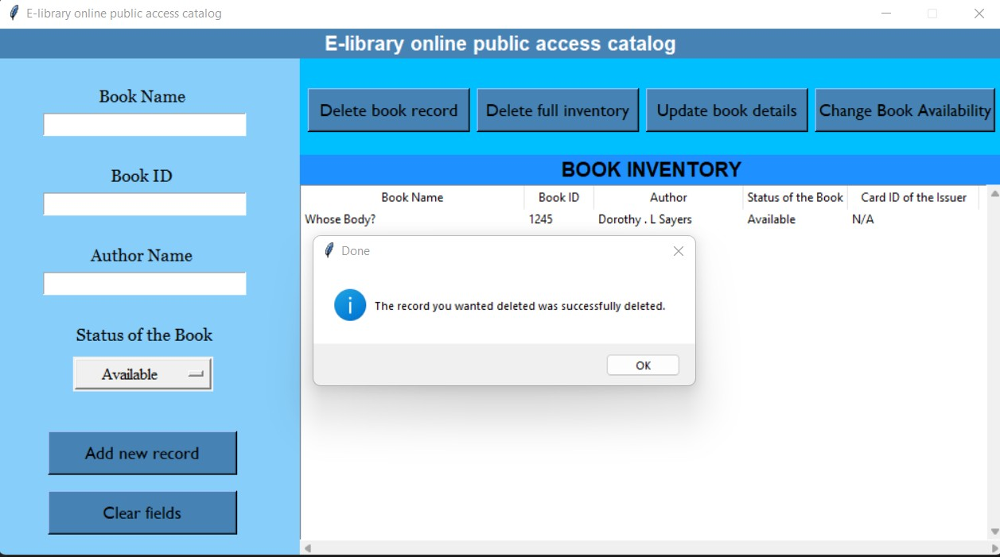 E-library online public access catalog
E-library online public access catalog
Book Name
Book ID
Author Name
Status of the Book
Available
Add new record
Clear fields
Delete book record Delete full inventory Update book details Change Book Availability
BOOK INVENTORY
Book Name Book ID Author Status of the Book Card ID of the Issuer
Whose Body? 1245 Dorothy . L Sayers Available N/A
Done
The record you wanted deleted was successfully deleted.
OK